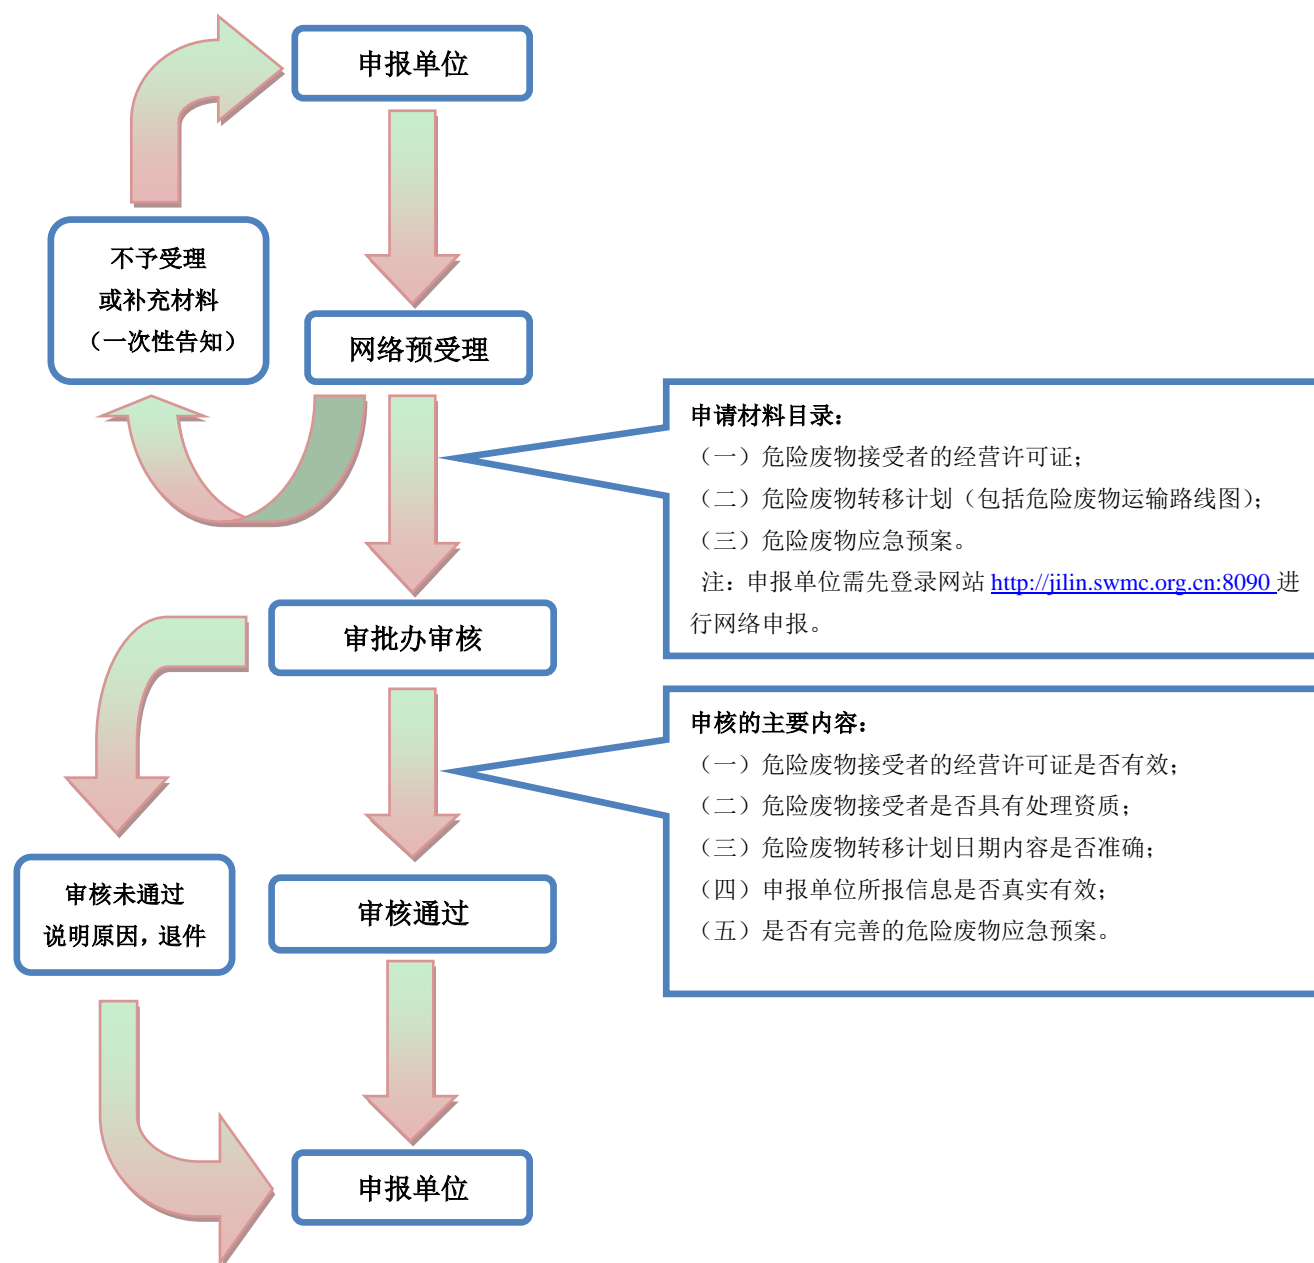 申报单位
不予受理
或补充材料
（一次性告知）
网络预受理
申请材料目录：
（一）危险废物接受者的经营许可证；
（二）危险废物转移计划（包括危险废物运输路线图）；
（三）危险废物应急预案。
注：申报单位需先登录网站 http://jilin.swmc.org.cn:8090 进
行网络申报。
审批办审核
申核的主要内容：
（一）危险废物接受者的经营许可证是否有效；
（二）危险废物接受者是否具有处理资质；
（三）危险废物转移计划日期内容是否准确；
（四）申报单位所报信息是否真实有效；
（五）是否有完善的危险废物应急预案。
审核未通过
说明原因，退件
审核通过
申报单位